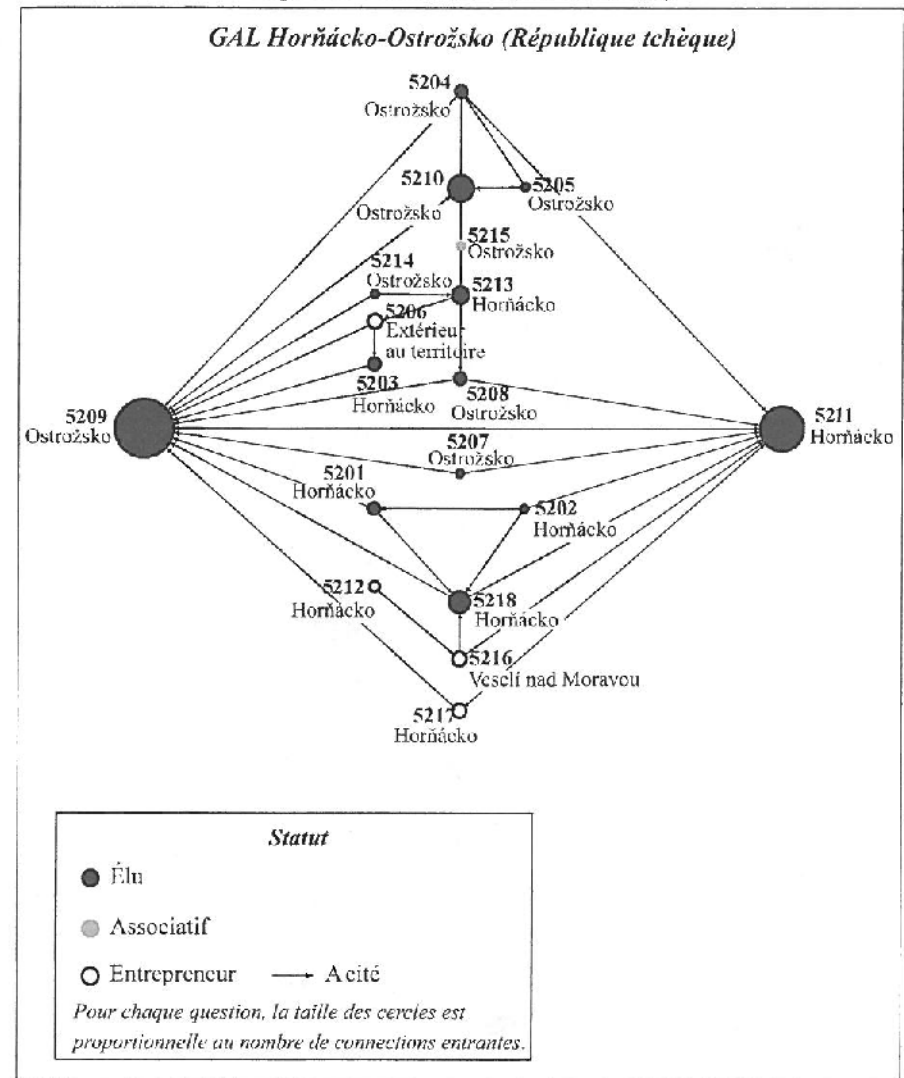 GAL Horňácko-Ostrožsko (République tchèque)
5204
Ostrožsko
5210
Ostrožsko
5205
Ostrožsko
5215
Ostrožsko
5214
Ostrožsko
5213
Horňácko
5206
Extérieur
au territoire
5203
Horňácko
5208
Ostrožsko
5209
Ostrožsko
5211
Horňácko
5207
Ostrožsko
5201
Horňácko
5202
Horňácko
5212
Horňácko
5218
Horňácko
5216
Veselí nad Moravou
5217
Horňácko
Statut
Élu
Associatif
Entrepreneur
A cité
Pour chaque question, la taille des cercles est
proportionnelle au nombre de connections entrantes.